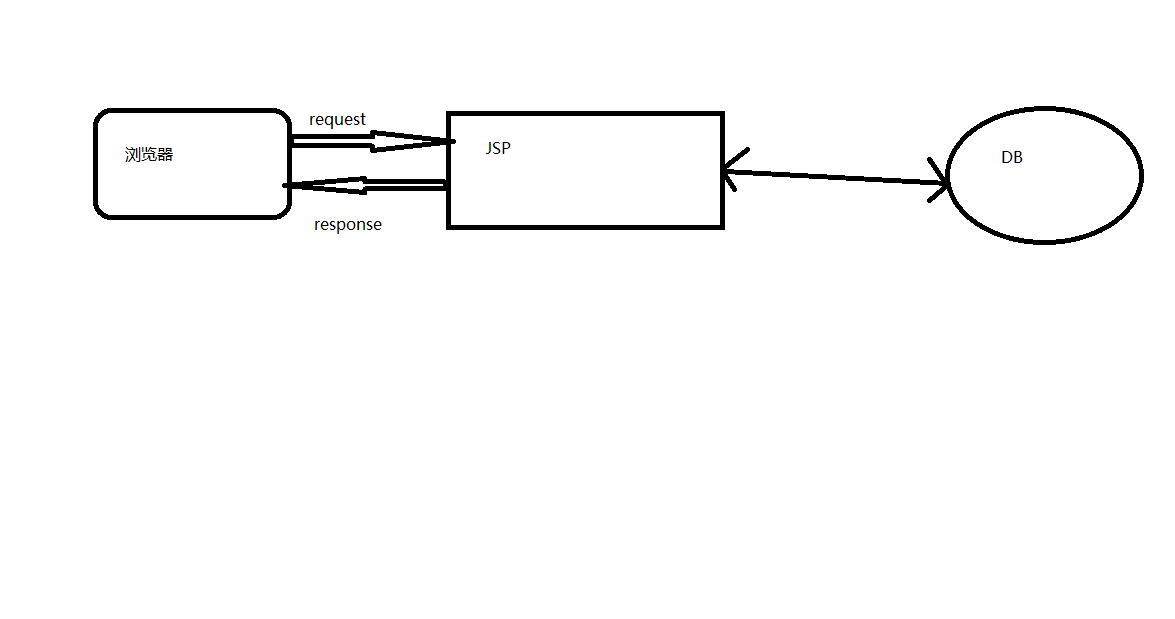 request
浏览器
JSP
DB
response